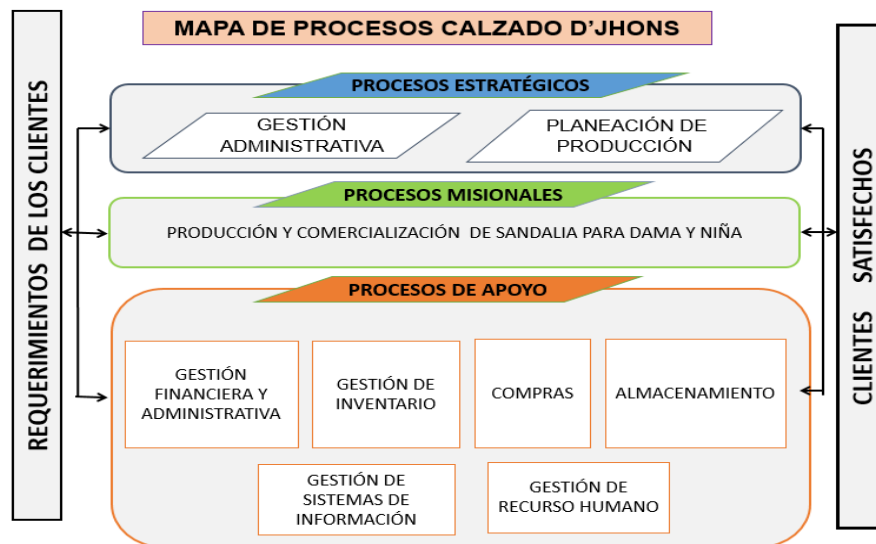 MAPA DE PROCESOS CALZADO D'JHONS
REQUERIMIENTOS DE LOS CLIENTES
PROCESOS ESTRATÉGICOS
GESTIÓN
ADMINISTRATIVA
PLANEACIÓN DE
PRODUCCIÓN
PROCESOS MISIONALES
PRODUCCIÓN Y COMERCIALIZACIÓN DE SANDALIA PARA DAMA Y NIÑA
PROCESOS DE APOYO
GESTIÓN
FINANCIERA Y
ADMINISTRATIVA
GESTIÓN DE
INVENTARIO
COMPRAS
ALMACENAMIENTO
GESTIÓN DE
SISTEMAS DE
INFORMACIÓN
GESTIÓN DE
RECURSO HUMANO
CLIENTES SATISFECHOS